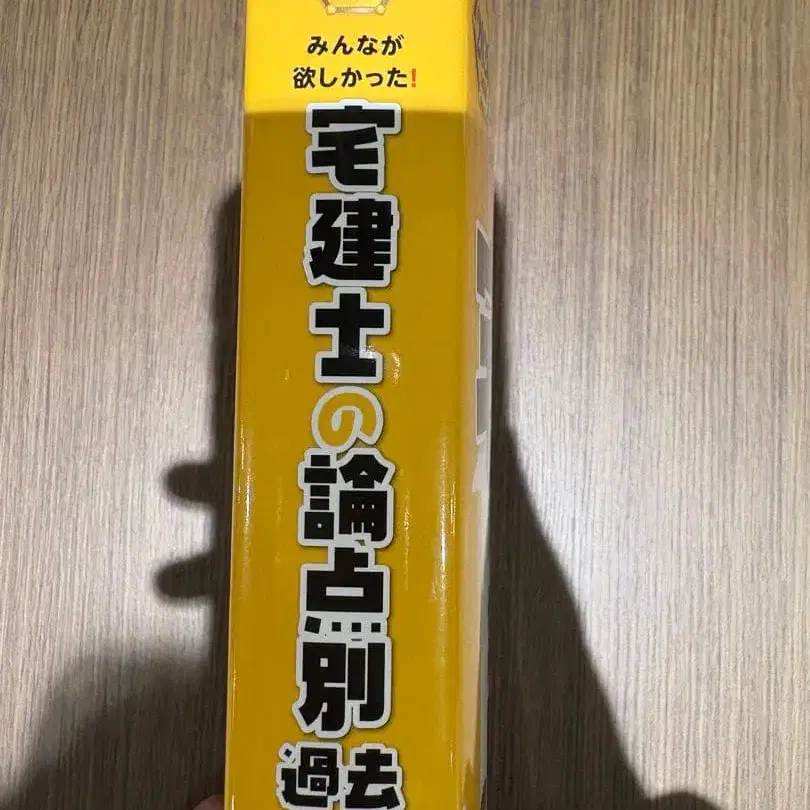 みんなが
欲しかった!
宅建士の論点別
過去